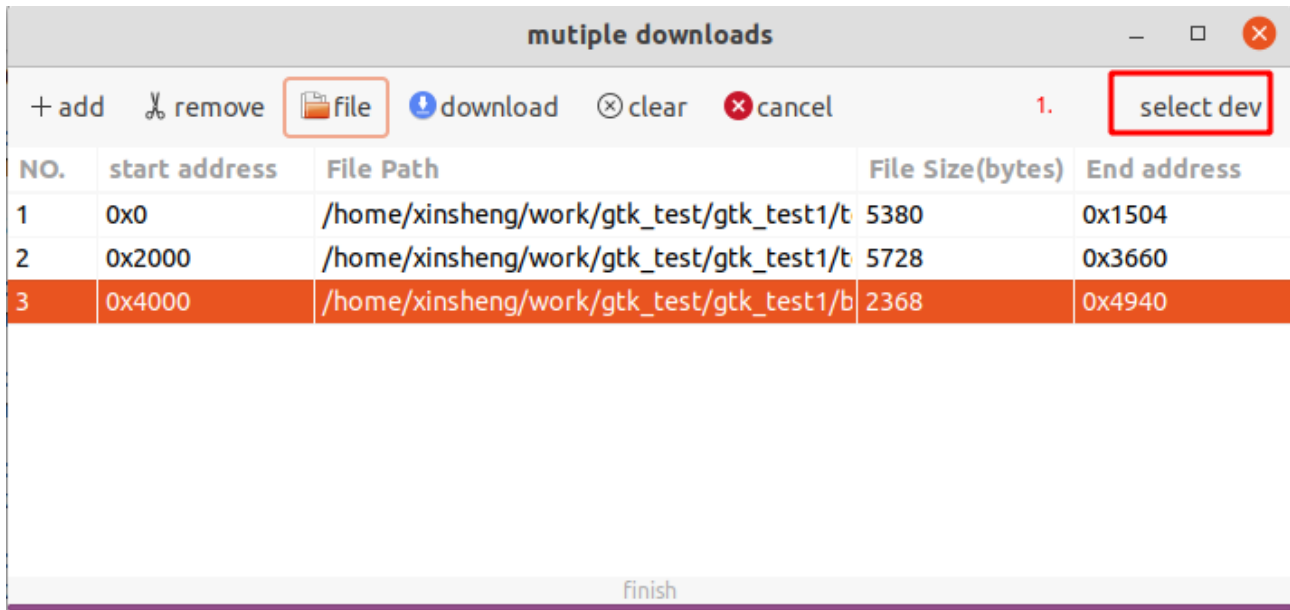 mutiple downloads
+ add remove file download clear cancel 1. select dev
NO. start address File Path File Size(bytes) End address
1 0x0 /home/xinsheng/work/gtk_test/gtk_test1/t 5380 0x1504
2 0x2000 /home/xinsheng/work/gtk_test/gtk_test1/t 5728 0x3660
3 0x4000 /home/xinsheng/work/gtk_test/gtk_test1/b 2368 0x4940
finish